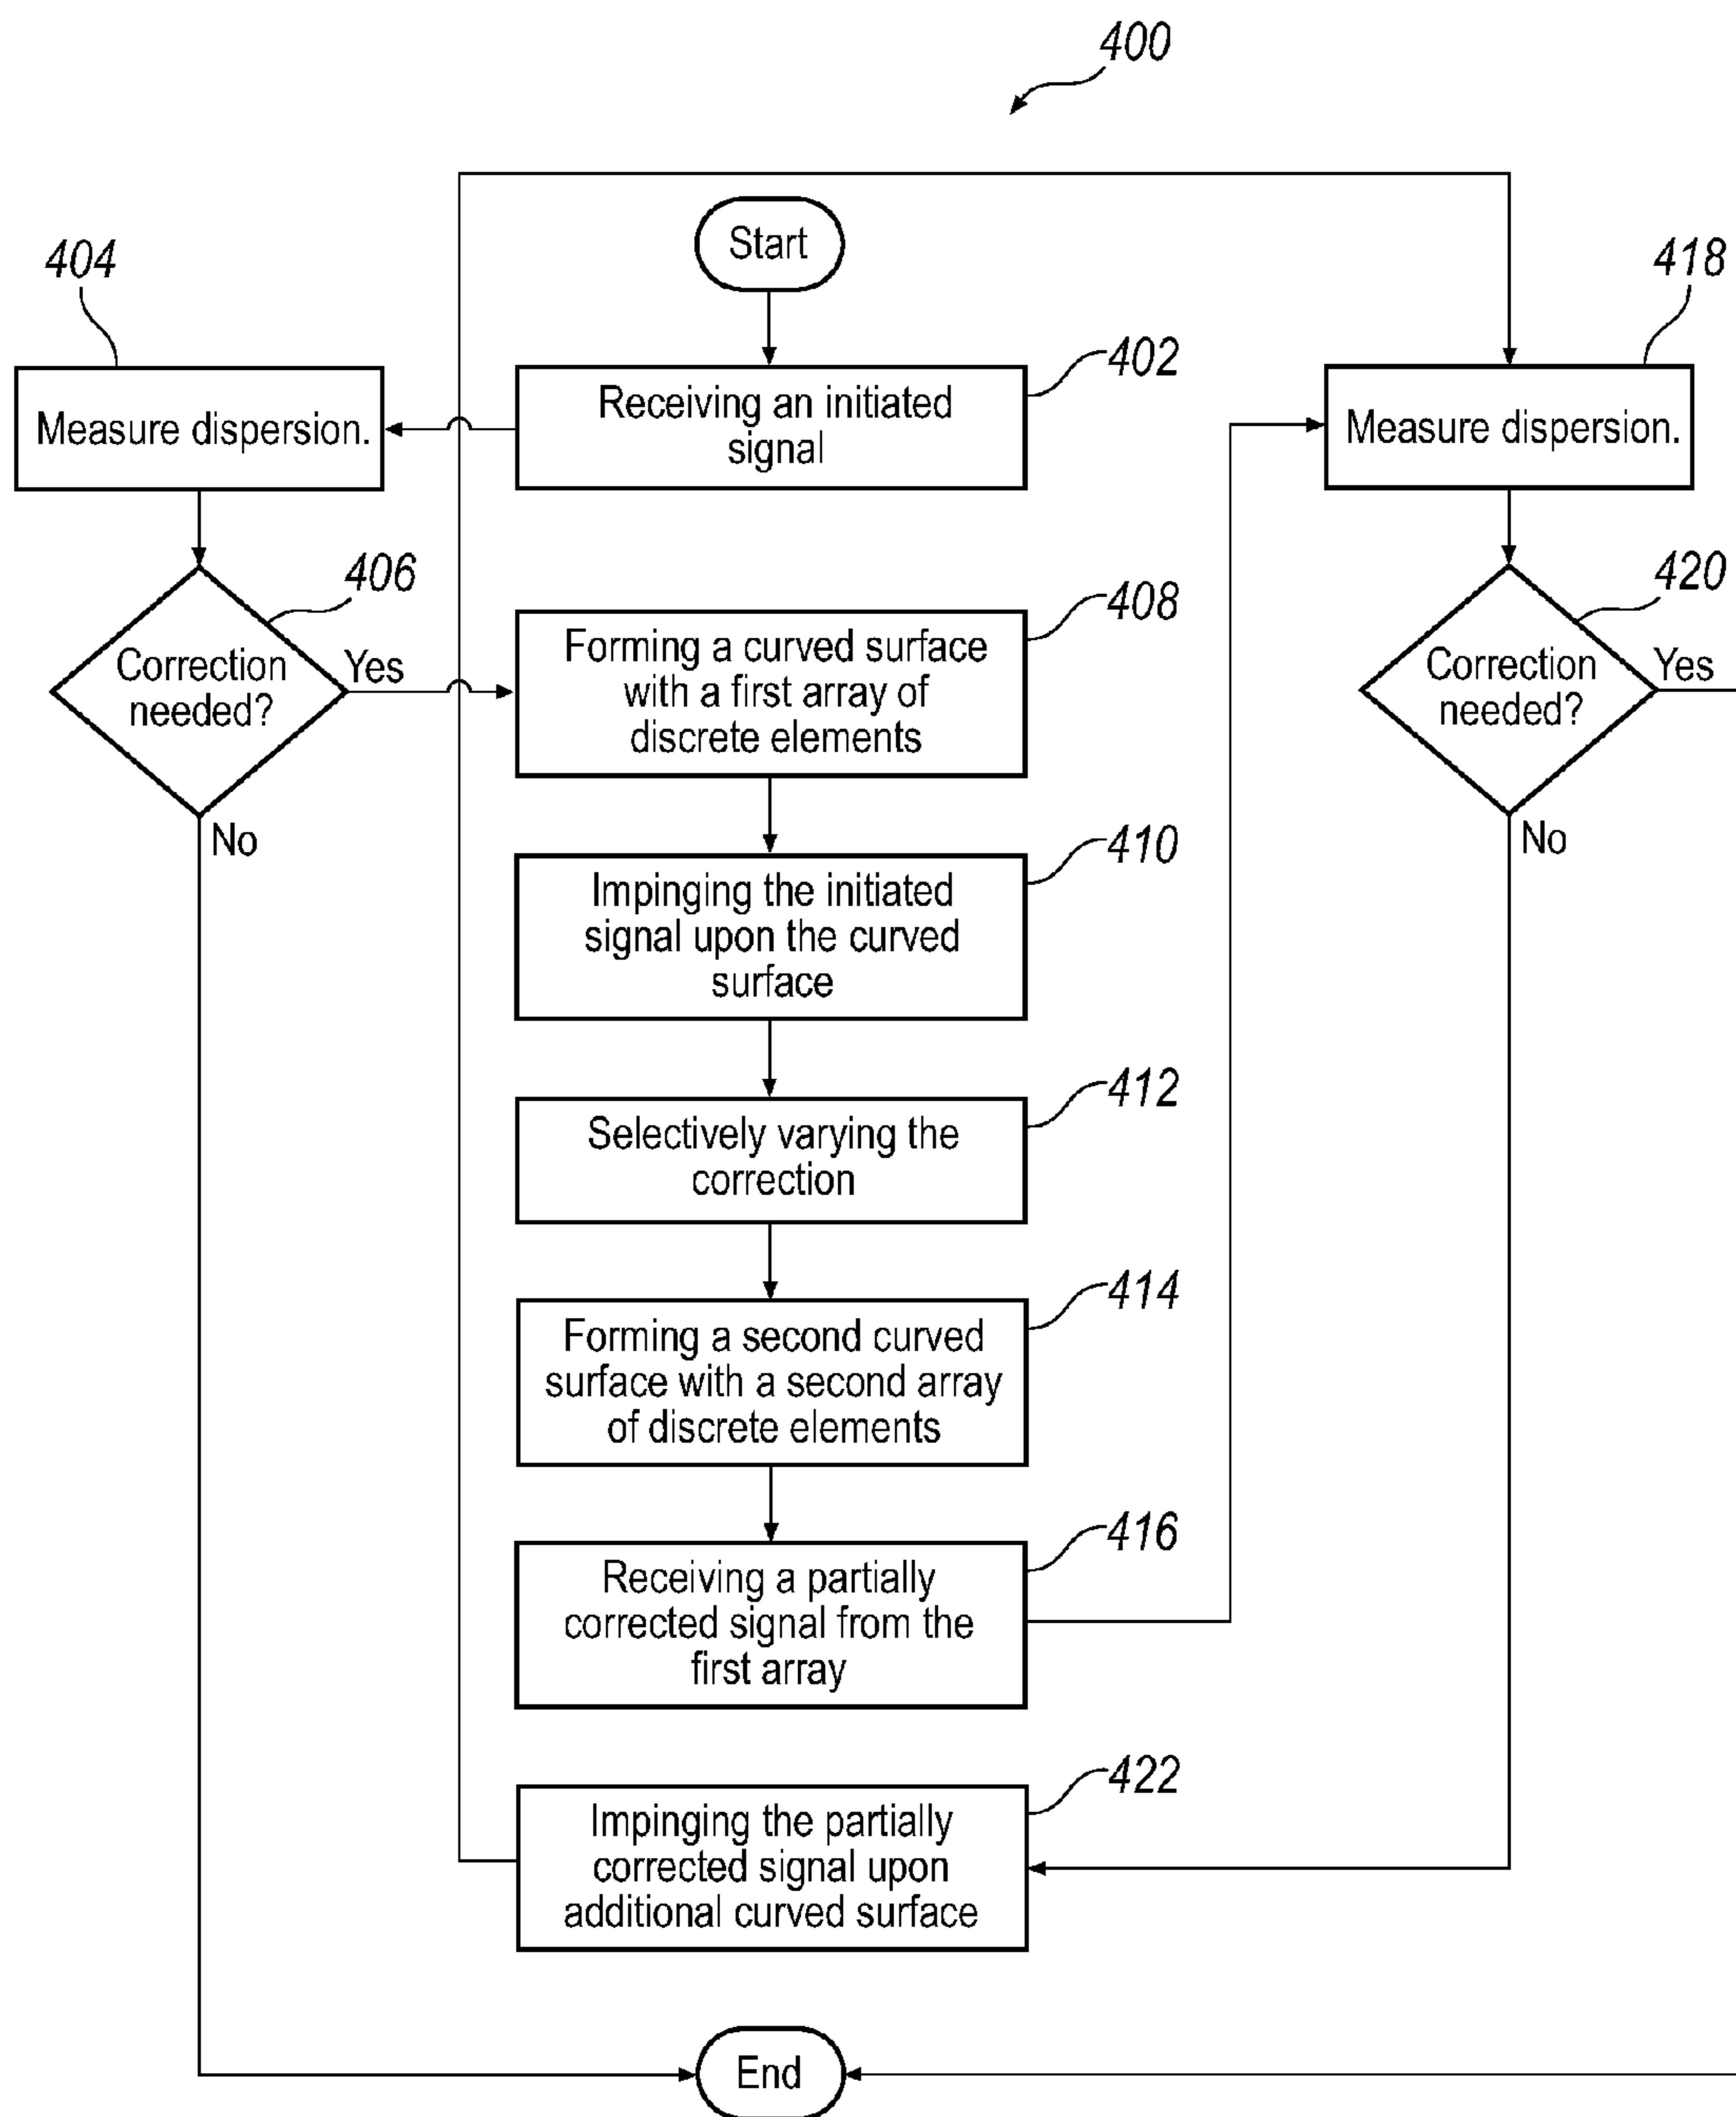 400
Start
404
418
402
Receiving an initiated
signal
Measure dispersion.
Measure dispersion.
406
420
408
Correction
needed?
Yes
No
Forming a curved surface
with a first array of
discrete elements
Correction
needed?
Yes
No
410
Impinging the initiated
signal upon the curved
surface
412
Selectively varying the
correction
414
Forming a second curved
surface with a second array
of discrete elements
416
Receiving a partially
corrected signal from the
first array
422
Impinging the partially
corrected signal upon
additional curved surface
End